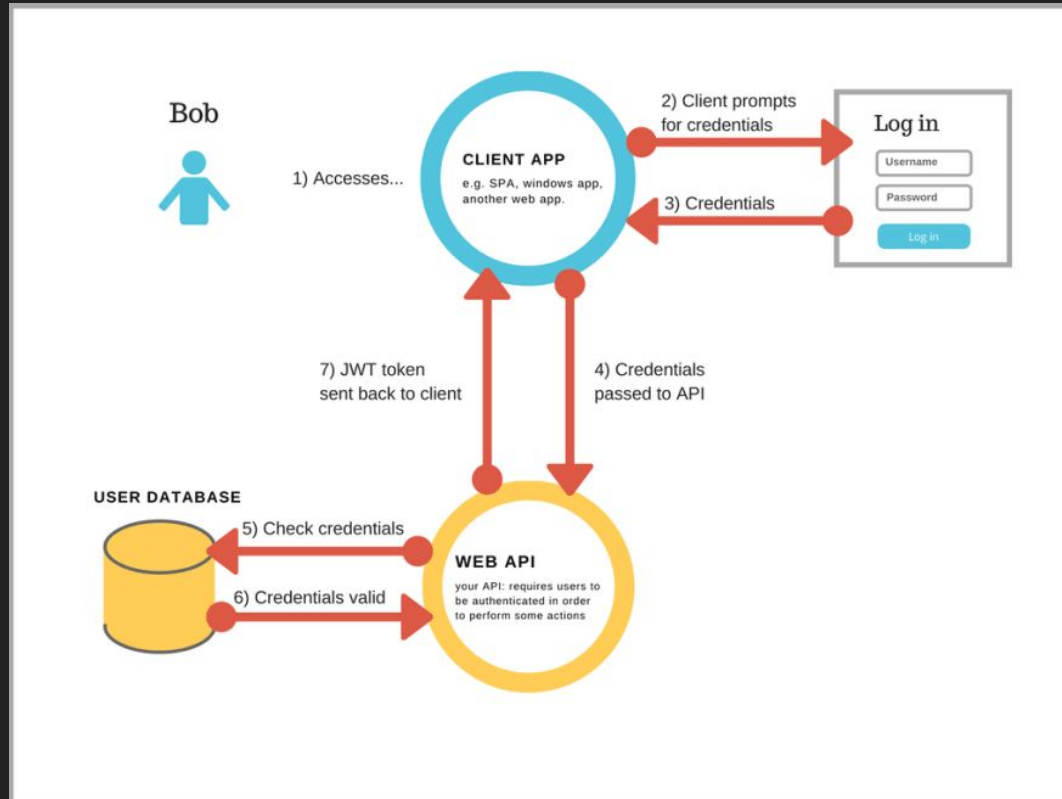 Bob
1) Accesses...
CLIENT APP
e.g. SPA, windows app,
another web app.
2) Client prompts
for credentials
3) Credentials
Log in
Username
Password
Log in
7) JWT token
sent back to client
4) Credentials
passed to API
USER DATABASE
5) Check credentials
6) Credentials valid
WEB API
your API: requires users to
be authenticated in order
to perform some actions